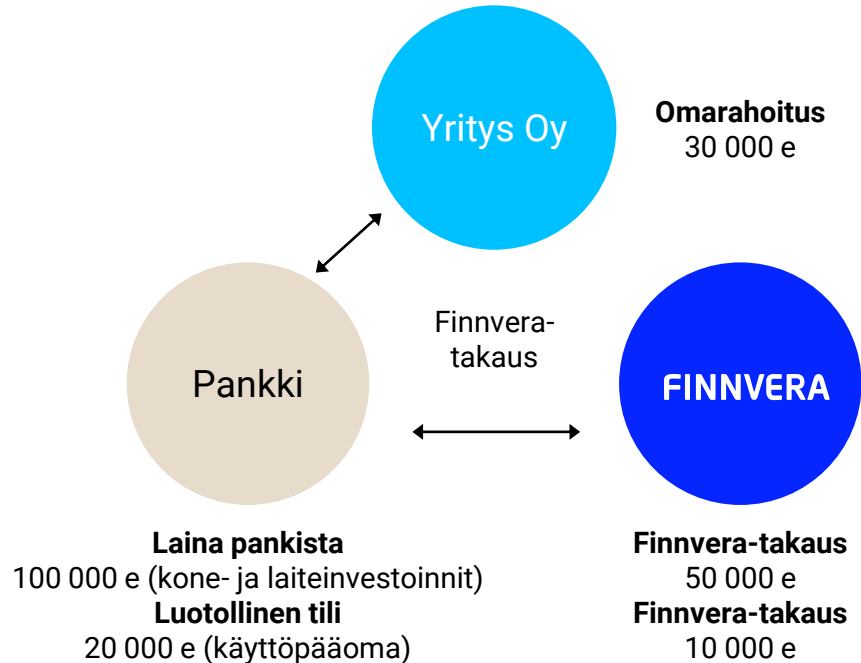 Yritys Oy
Omarahoitus
30 000 e
Finnvera-
takaus
Pankki
FINNVERA
Laina pankista
100 000 e (kone- ja laiteinvestoinnit)
Luotollinen tili
20 000 e (käyttöpääoma)
Finnvera-takaus
50 000 e
Finnvera-takaus
10 000 e